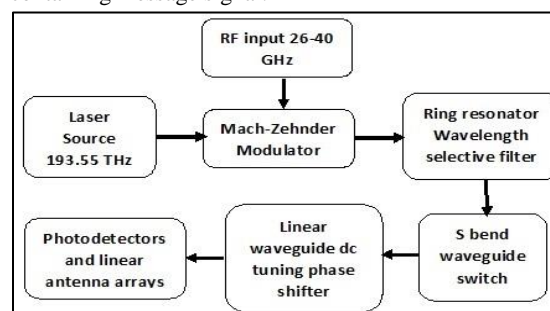 RF input 26-40
GHz
Laser
Source
193.55 THz
Mach-Zehnder
Modulator
Ring resonator
Wavelength
selective filter
Photodetectors
and linear
antenna arrays
Linear
waveguide dc
tuning phase
shifter
S bend
waveguide
switch